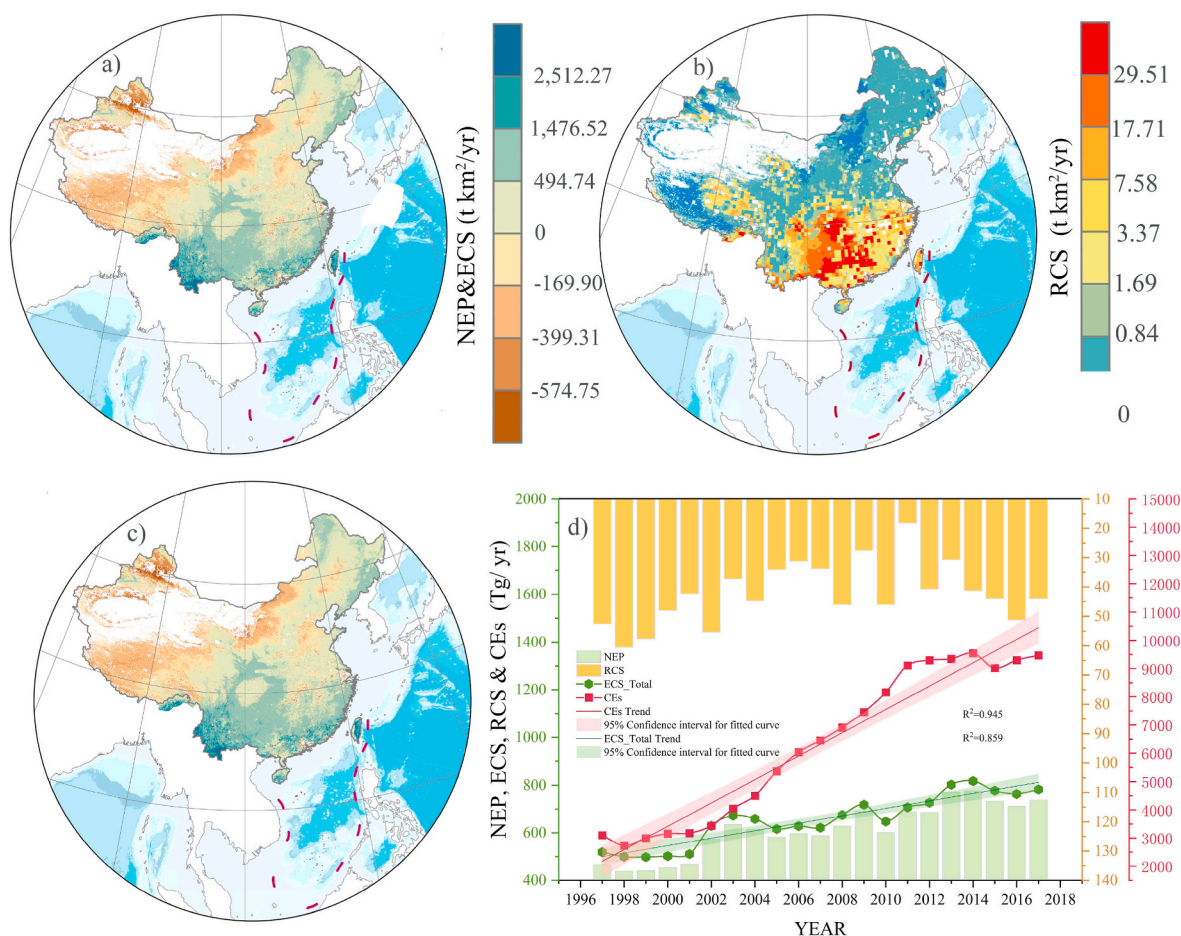 a)
2,512.27
1,476.52
494.74
0
-169.90
-399.31
-574.75
NEP&ECS (t km²/yr)
b)
29.51
17.71
7.58
3.37
1.69
0.84
0
RCS (t km²/yr)
c)
d)
NEP, ECS, RCS & CEs (Tg/ yr)
2000
1800
1600
1400
1200
1000
800
600
400
10
20
30
40
50
60
70
80
90
100
110
120
130
140
15000
14000
13000
12000
11000
10000
9000
8000
7000
6000
5000
4000
3000
2000
NEP
RCS
ECS_Total
CEs
CEs Trend
95% Confidence interval for fitted curve
ECS_Total Trend
95% Confidence interval for fitted curve
R²=0.945
R²=0.859
1996 1998 2000 2002 2004 2006 2008 2010 2012 2014 2016 2018
YEAR